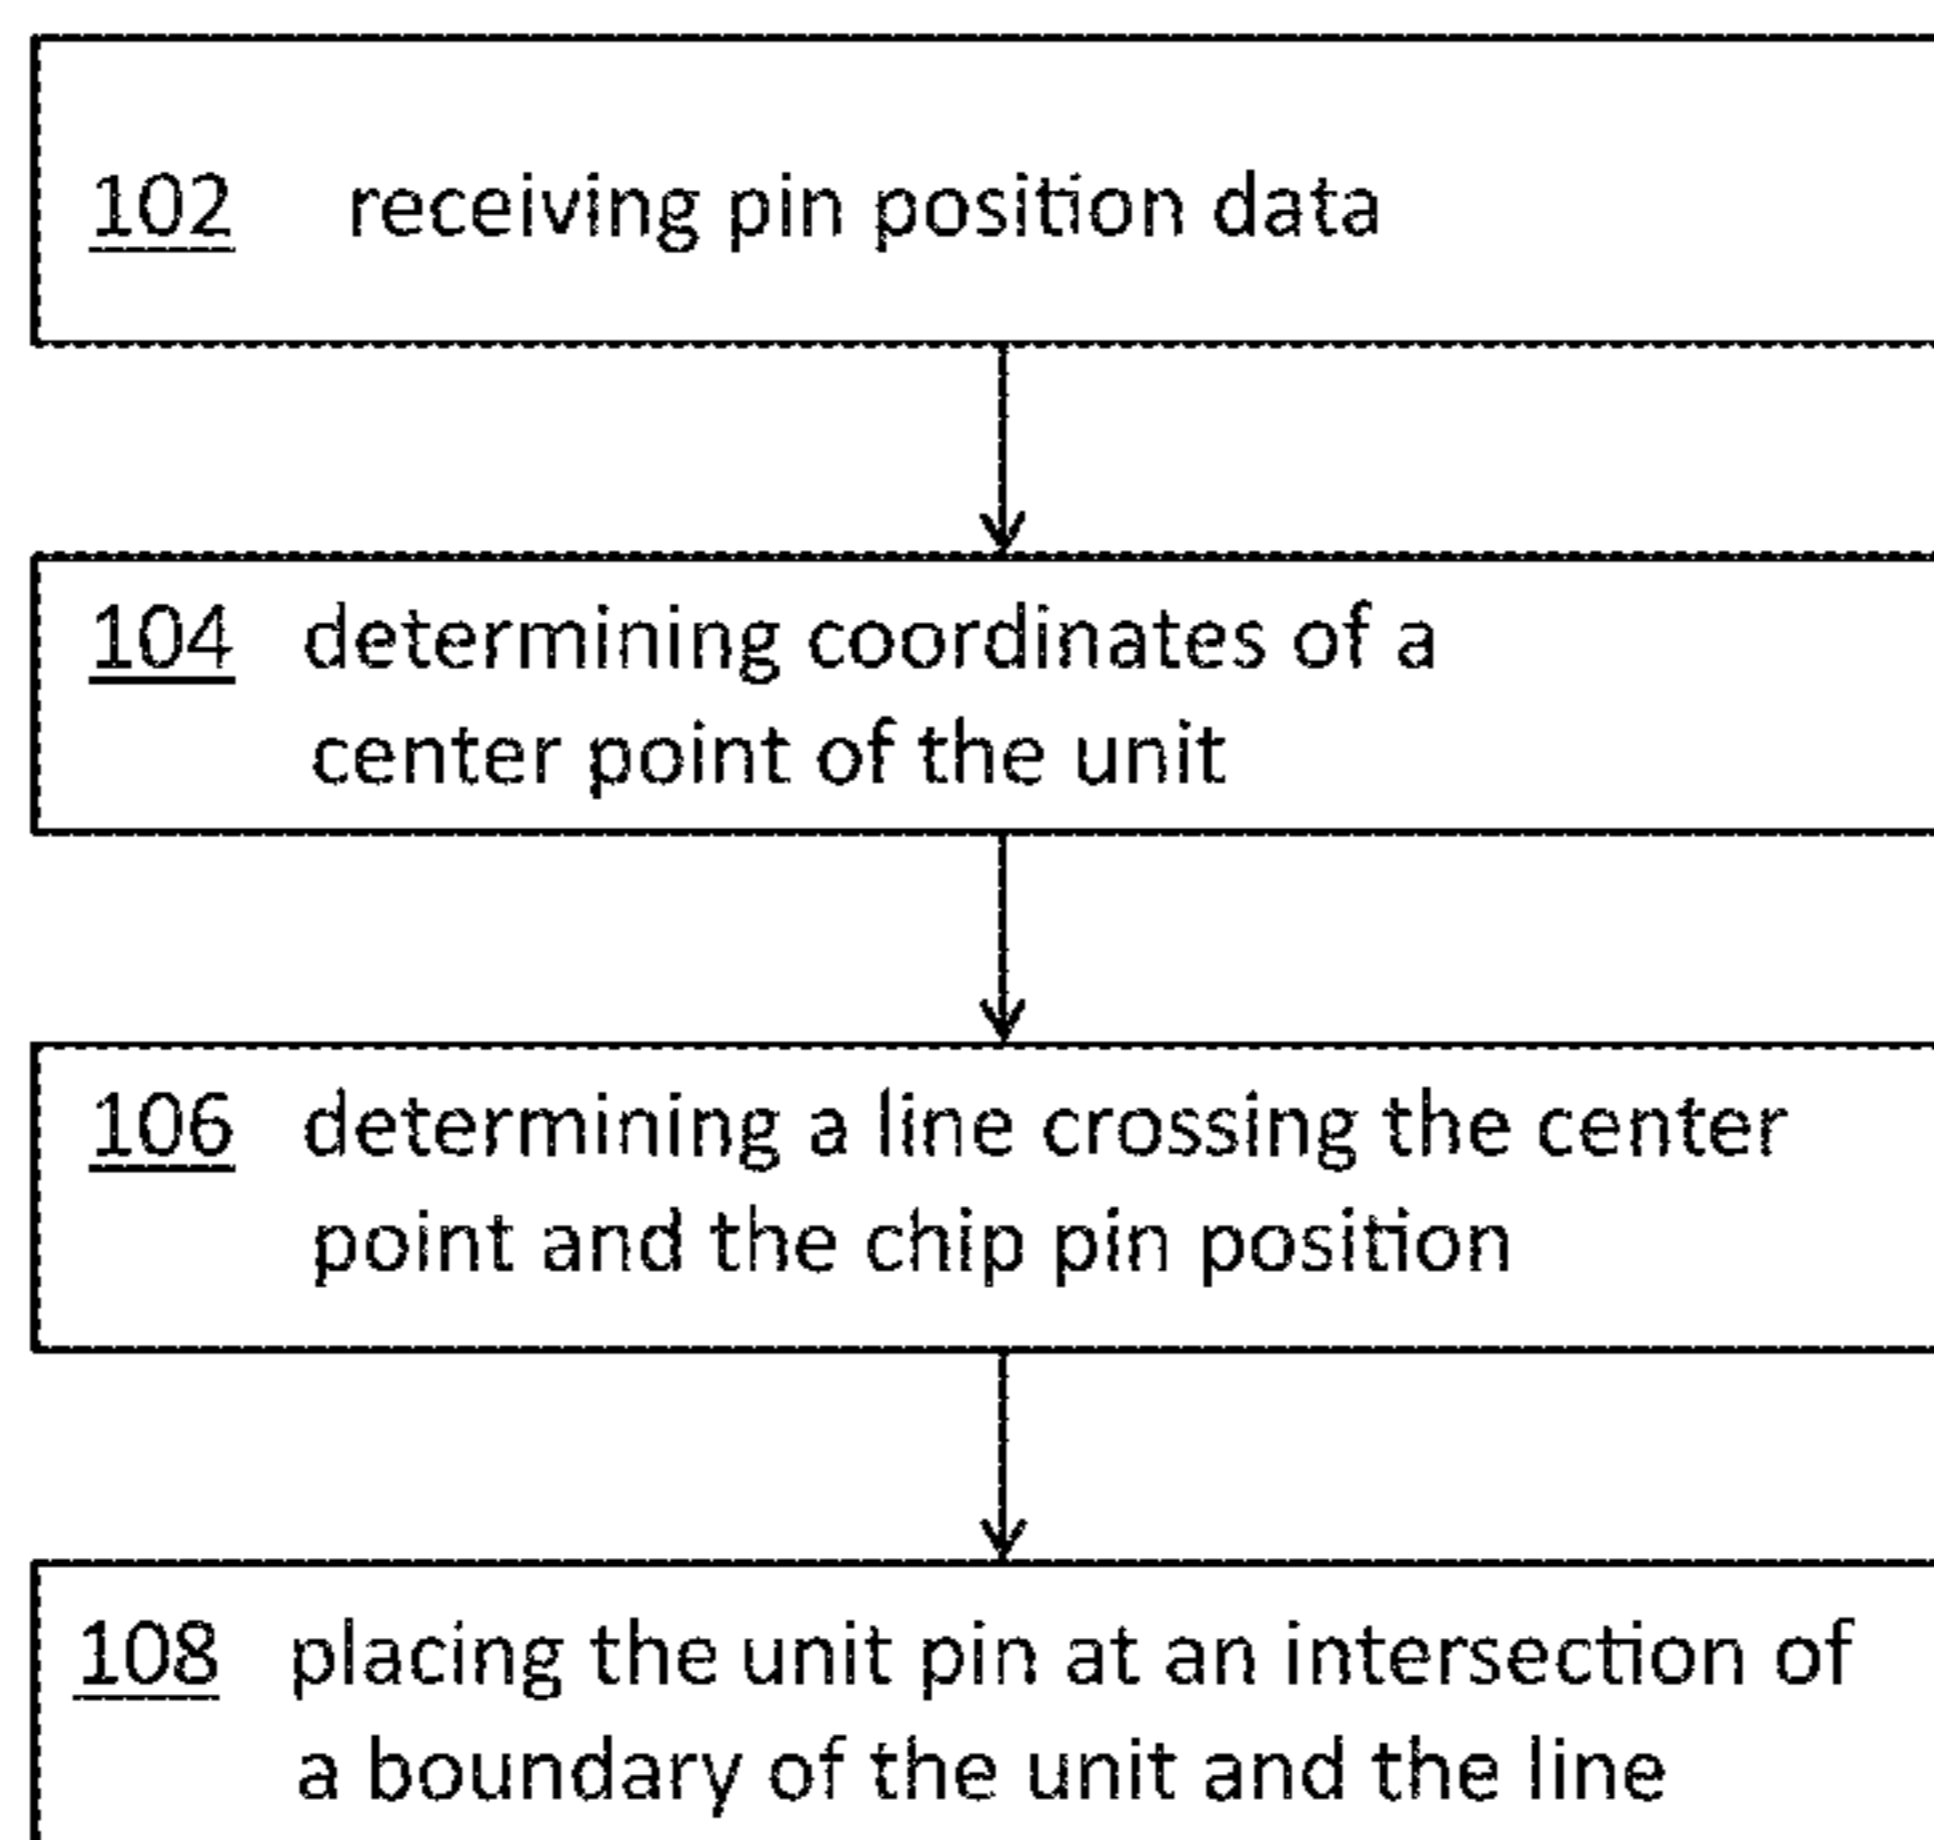 102 receiving pin position data
104 determining coordinates of a
center point of the unit
106 determining a line crossing the center
point and the chip pin position
108 placing the unit pin at an intersection of
a boundary of the unit and the line